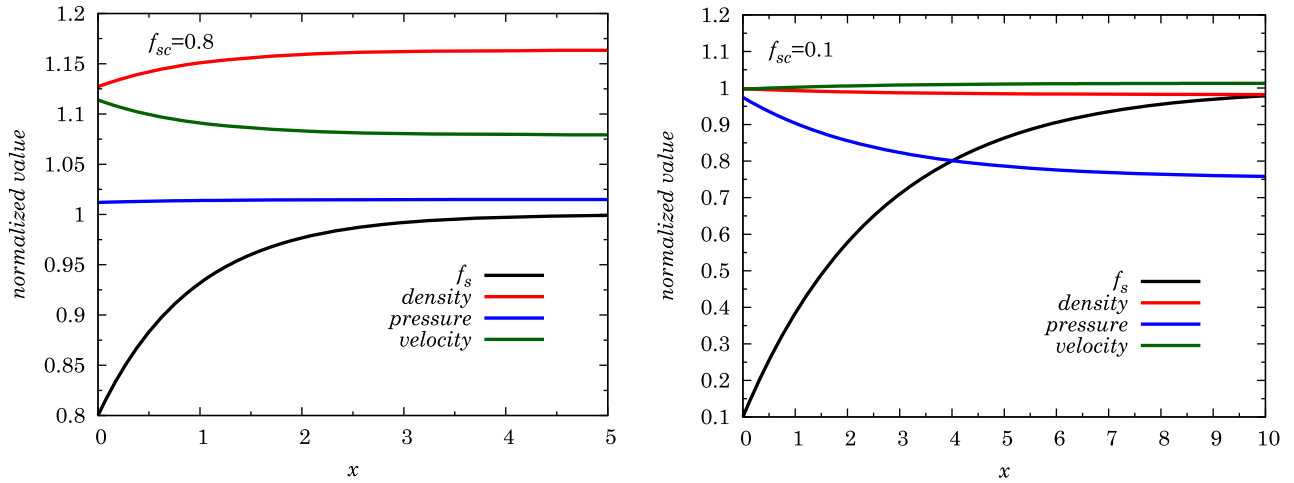 1.2
1.15
1.1
1.05
1
0.95
0.9
0.85
0.8
normalized value
f_sc=0.8
f_s
density
pressure
velocity
0 1 2 3 4 5
x
1.2
1.1
1
0.9
0.8
0.7
0.6
0.5
0.4
0.3
0.2
0.1
normalized value
f_sc=0.1
f_s
density
pressure
velocity
0 1 2 3 4 5 6 7 8 9 10
x